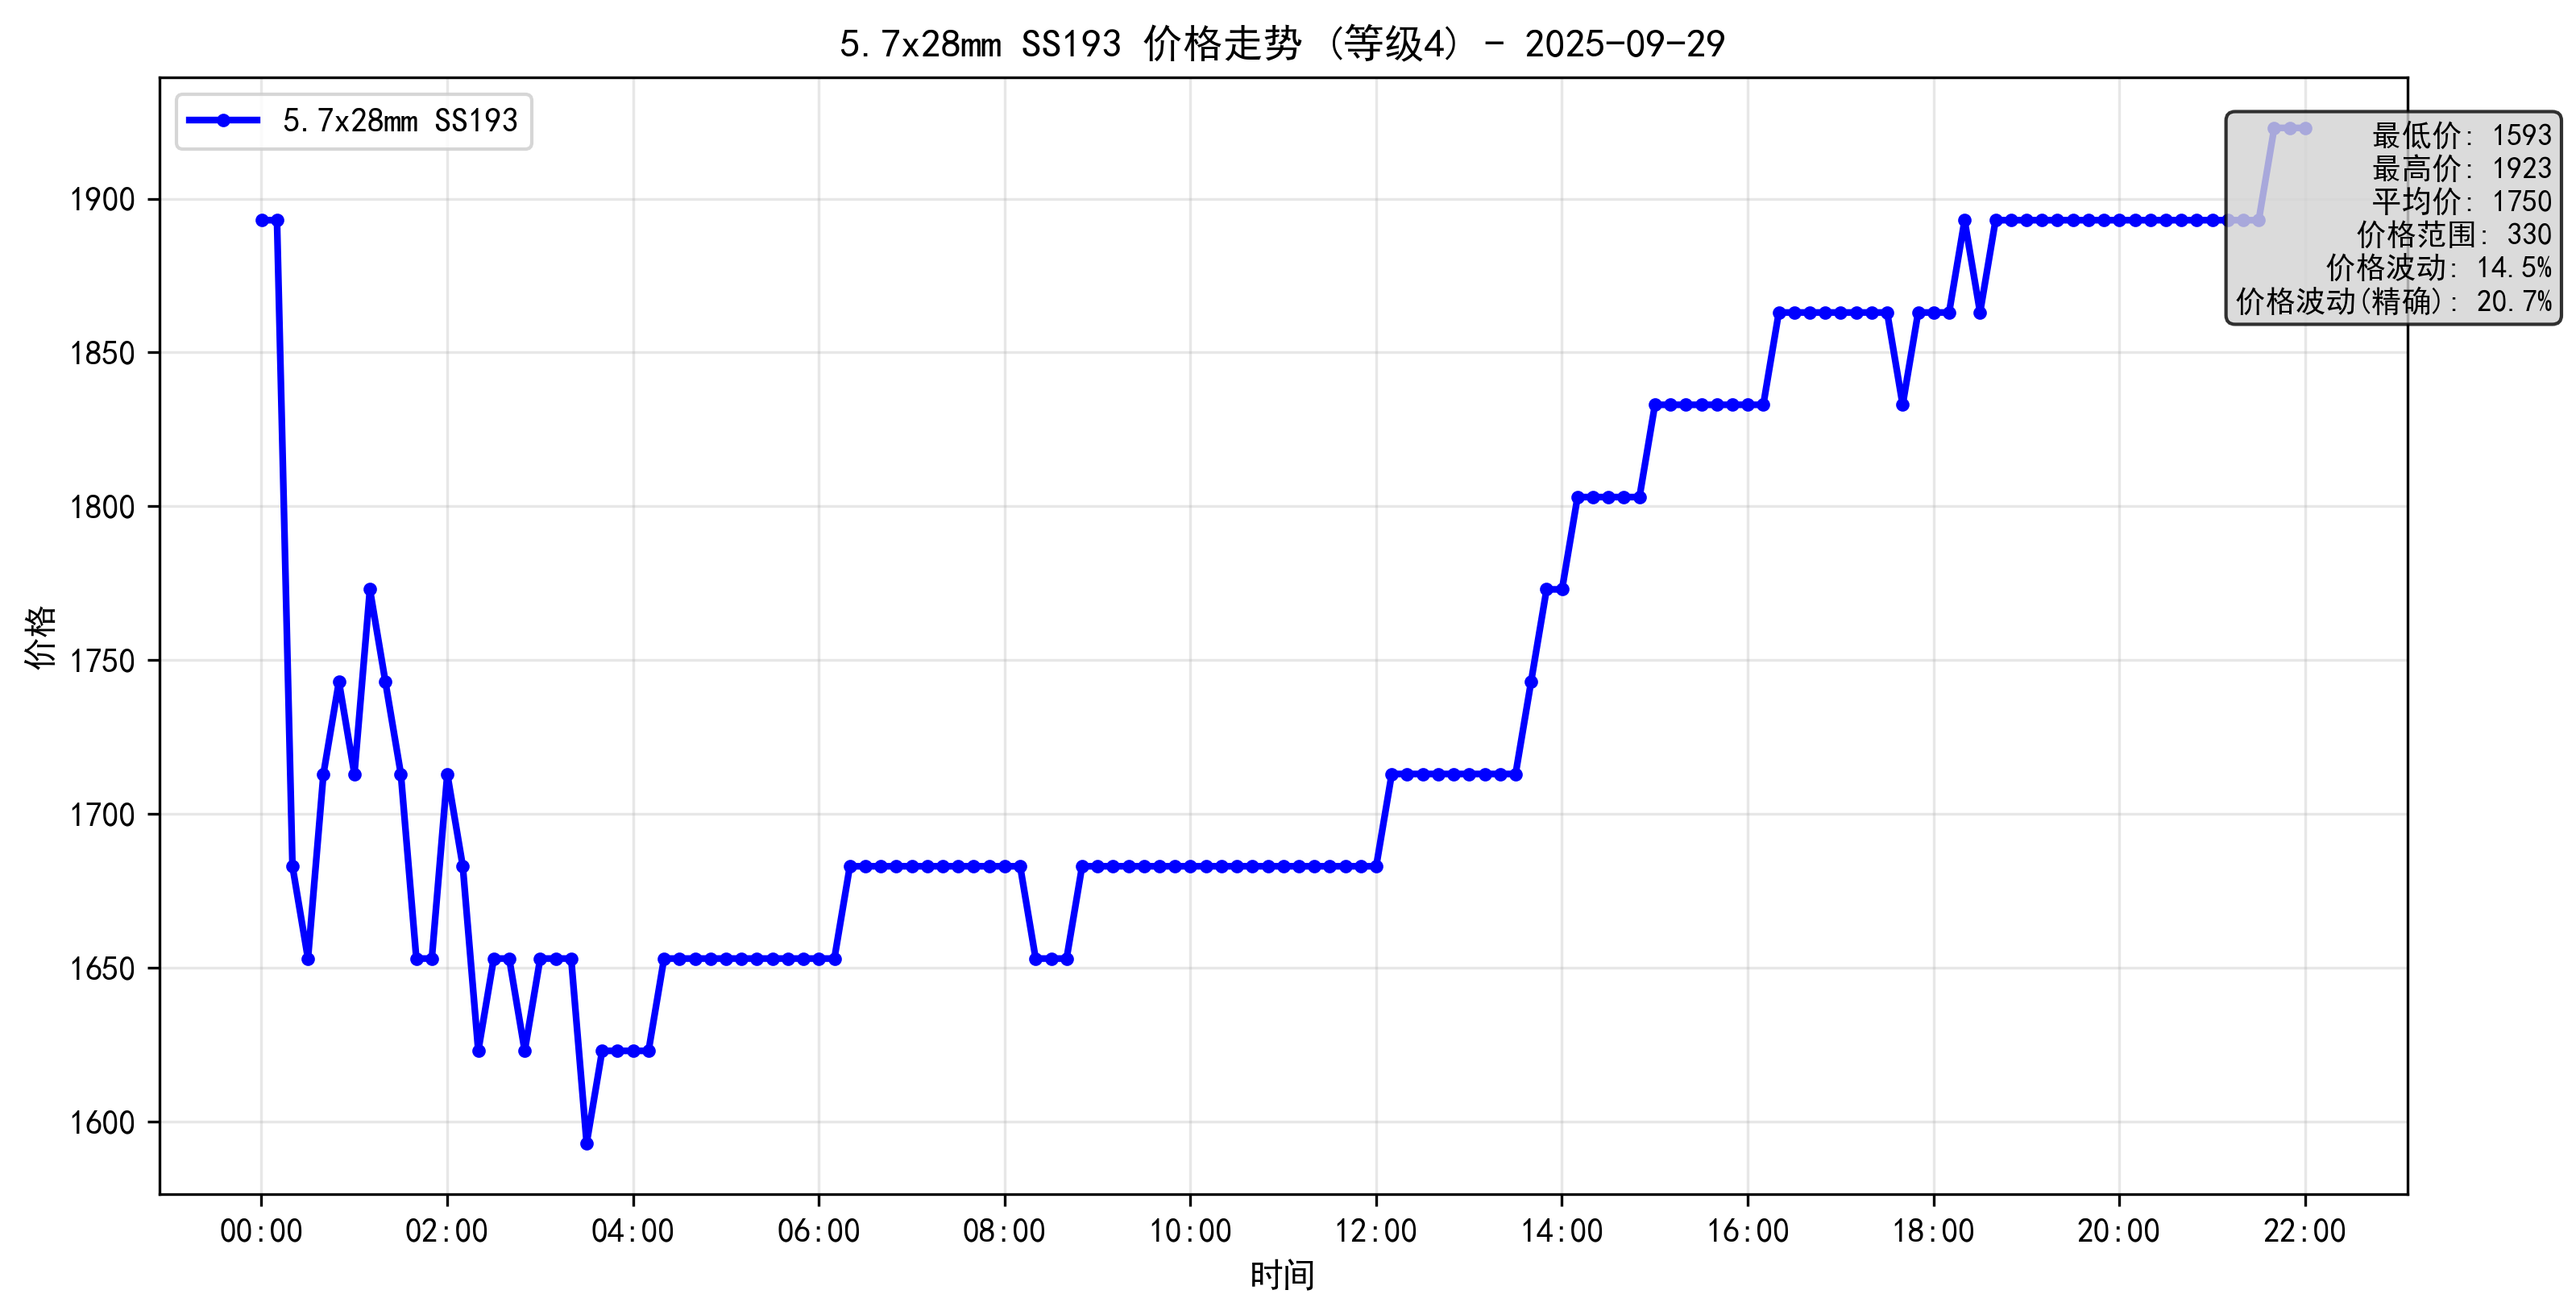 5.7x28mm SS193 价格走势 (等级4) - 2025-09-29
5.7x28mm SS193
最低价: 1593
最高价: 1923
平均价: 1750
价格范围: 330
价格波动: 14.5%
价格波动(精确): 20.7%
价格
1900
1850
1800
1750
1700
1650
1600
00:00 02:00 04:00 06:00 08:00 10:00 12:00 14:00 16:00 18:00 20:00 22:00
时间